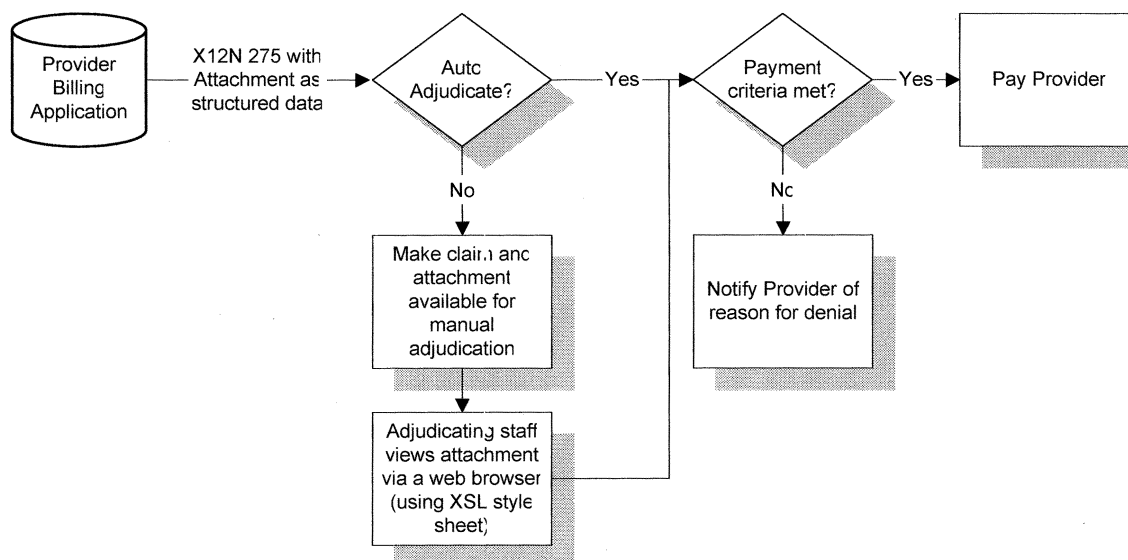 Provider
Billing
Application
X12N 275 with
Attachment as
structured data
Auto
Adjudicate?
Yes
Payment
criteria met?
Yes
Pay Provider
No
No
Make claim and
attachment
available for
manual
adjudication
Notify Provider of
reason for denial
Adjudicating staff
views attachment
via a web browser
(using XSL style
sheet)